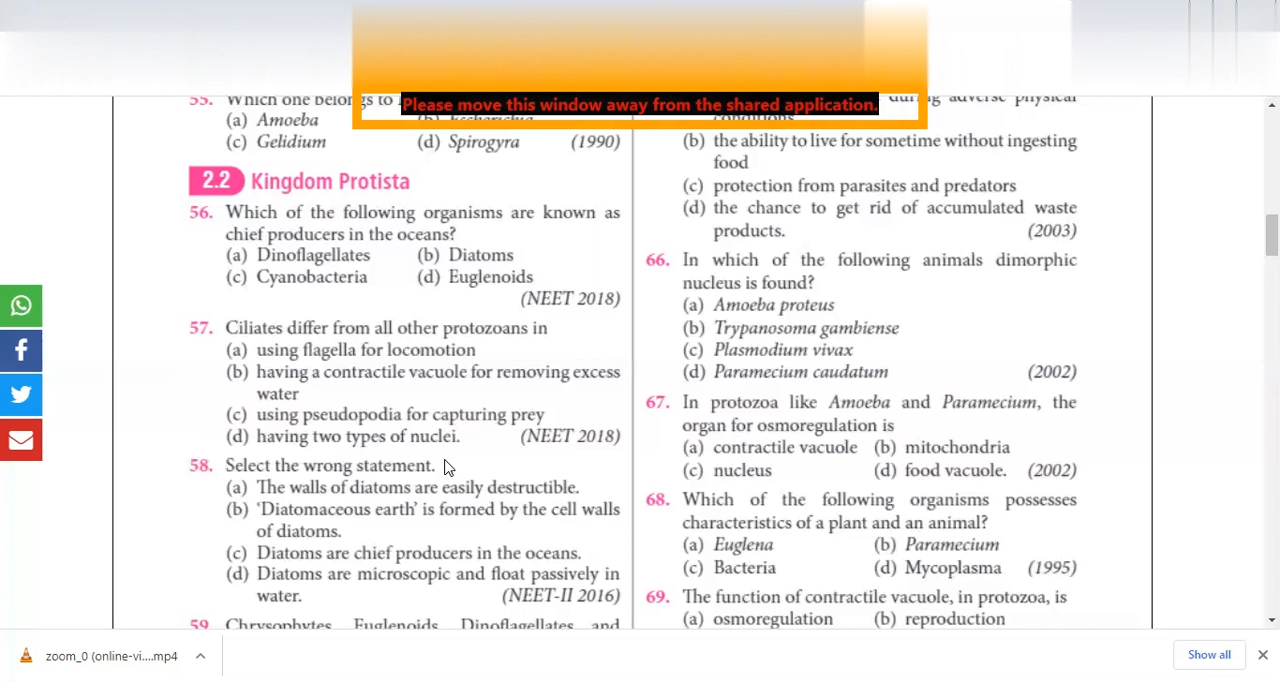 Please move this window away from the shared application.
55. Which one belongs to
(a) Amoeba (b) Escherichia
(c) Gelidium (d) Spirogyra (1990)
2.2 Kingdom Protista
56. Which of the following organisms are known as
chief producers in the oceans?
(a) Dinoflagellates (b) Diatoms
(c) Cyanobacteria (d) Euglenoids
(NEET 2018)
57. Ciliates differ from all other protozoans in
(a) using flagella for locomotion
(b) having a contractile vacuole for removing excess
water
(c) using pseudopodia for capturing prey
(d) having two types of nuclei. (NEET 2018)
58. Select the wrong statement.
(a) The walls of diatoms are easily destructible.
(b) ‘Diatomaceous earth’ is formed by the cell walls
of diatoms.
(c) Diatoms are chief producers in the oceans.
(d) Diatoms are microscopic and float passively in
water. (NEET-II 2016)
59. Chrysophytes, Euglenoids, Dinoflagellates and
during adverse physical
conditions
(b) the ability to live for sometime without ingesting
food
(c) protection from parasites and predators
(d) the chance to get rid of accumulated waste
products. (2003)
66. In which of the following animals dimorphic
nucleus is found?
(a) Amoeba proteus
(b) Trypanosoma gambiense
(c) Plasmodium vivax
(d) Paramecium caudatum (2002)
67. In protozoa like Amoeba and Paramecium, the
organ for osmoregulation is
(a) contractile vacuole (b) mitochondria
(c) nucleus (d) food vacuole. (2002)
68. Which of the following organisms possesses
characteristics of a plant and an animal?
(a) Euglena (b) Paramecium
(c) Bacteria (d) Mycoplasma (1995)
69. The function of contractile vacuole, in protozoa, is
(a) osmoregulation (b) reproduction
zoom_0 (online-vi....mp4
Show all